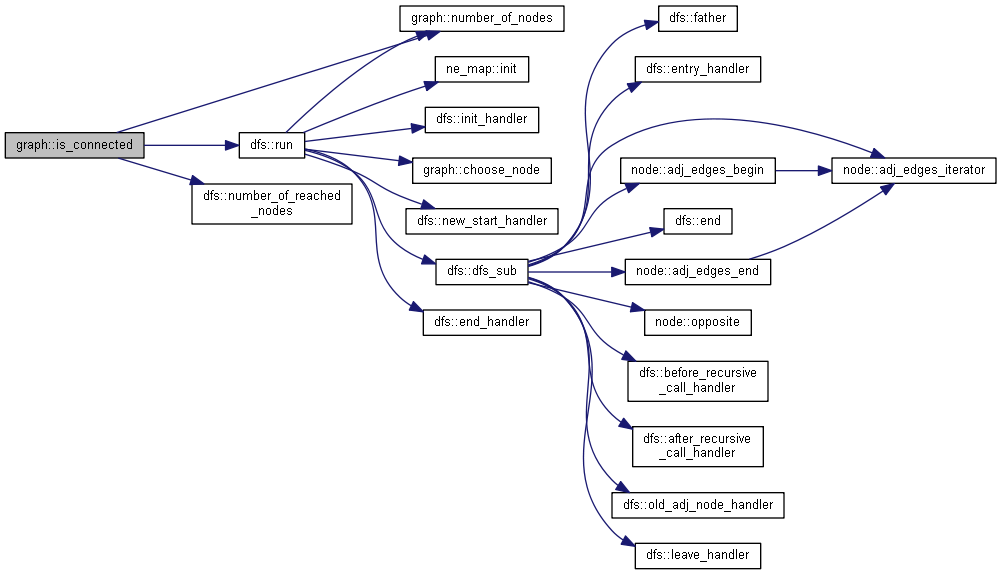 graph::is_connected
graph::number_of_nodes
dfs::run
ne_map::init
dfs::init_handler
graph::choose_node
dfs::new_start_handler
dfs::dfs_sub
dfs::end_handler
dfs::number_of_reached
_nodes
dfs::father
dfs::entry_handler
node::adj_edges_begin
node::adj_edges_iterator
dfs::end
node::adj_edges_end
node::opposite
dfs::before_recursive
_call_handler
dfs::after_recursive
_call_handler
dfs::old_adj_node_handler
dfs::leave_handler